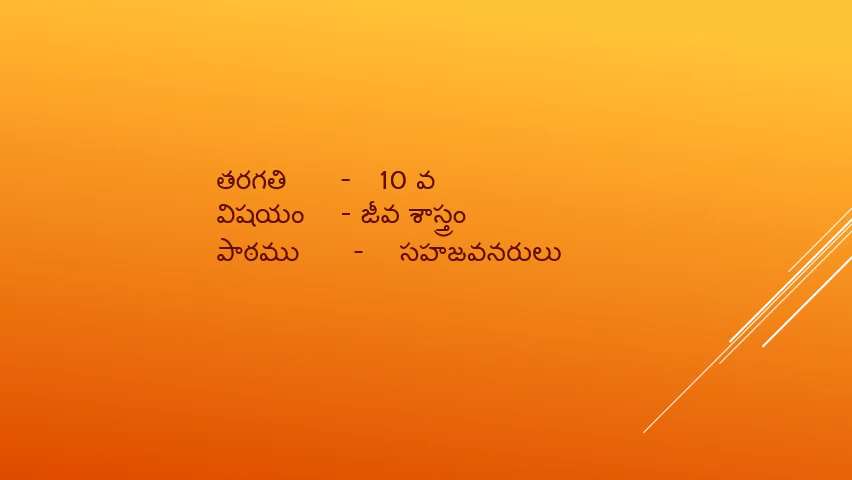 తరగతి - 10 వ
విషయం - జీవ శాస్త్రం
పాఠము - సహజవనరులు